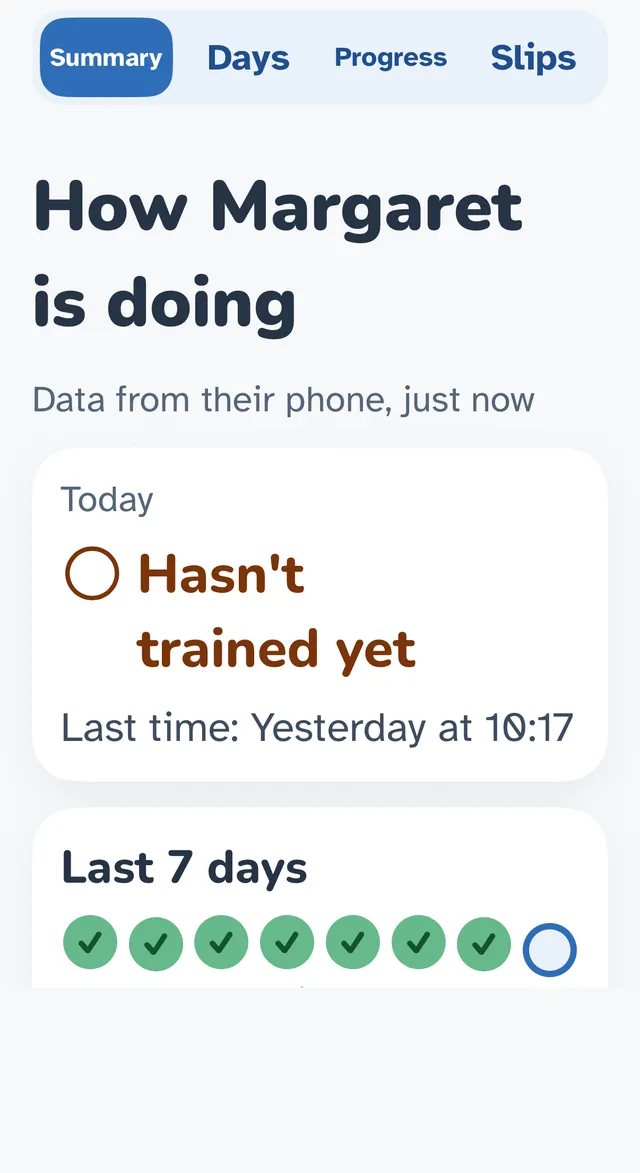 Summary Days Progress Slips
How Margaret
is doing
Data from their phone, just now
Today
Hasn't
trained yet
Last time: Yesterday at 10:17
Last 7 days